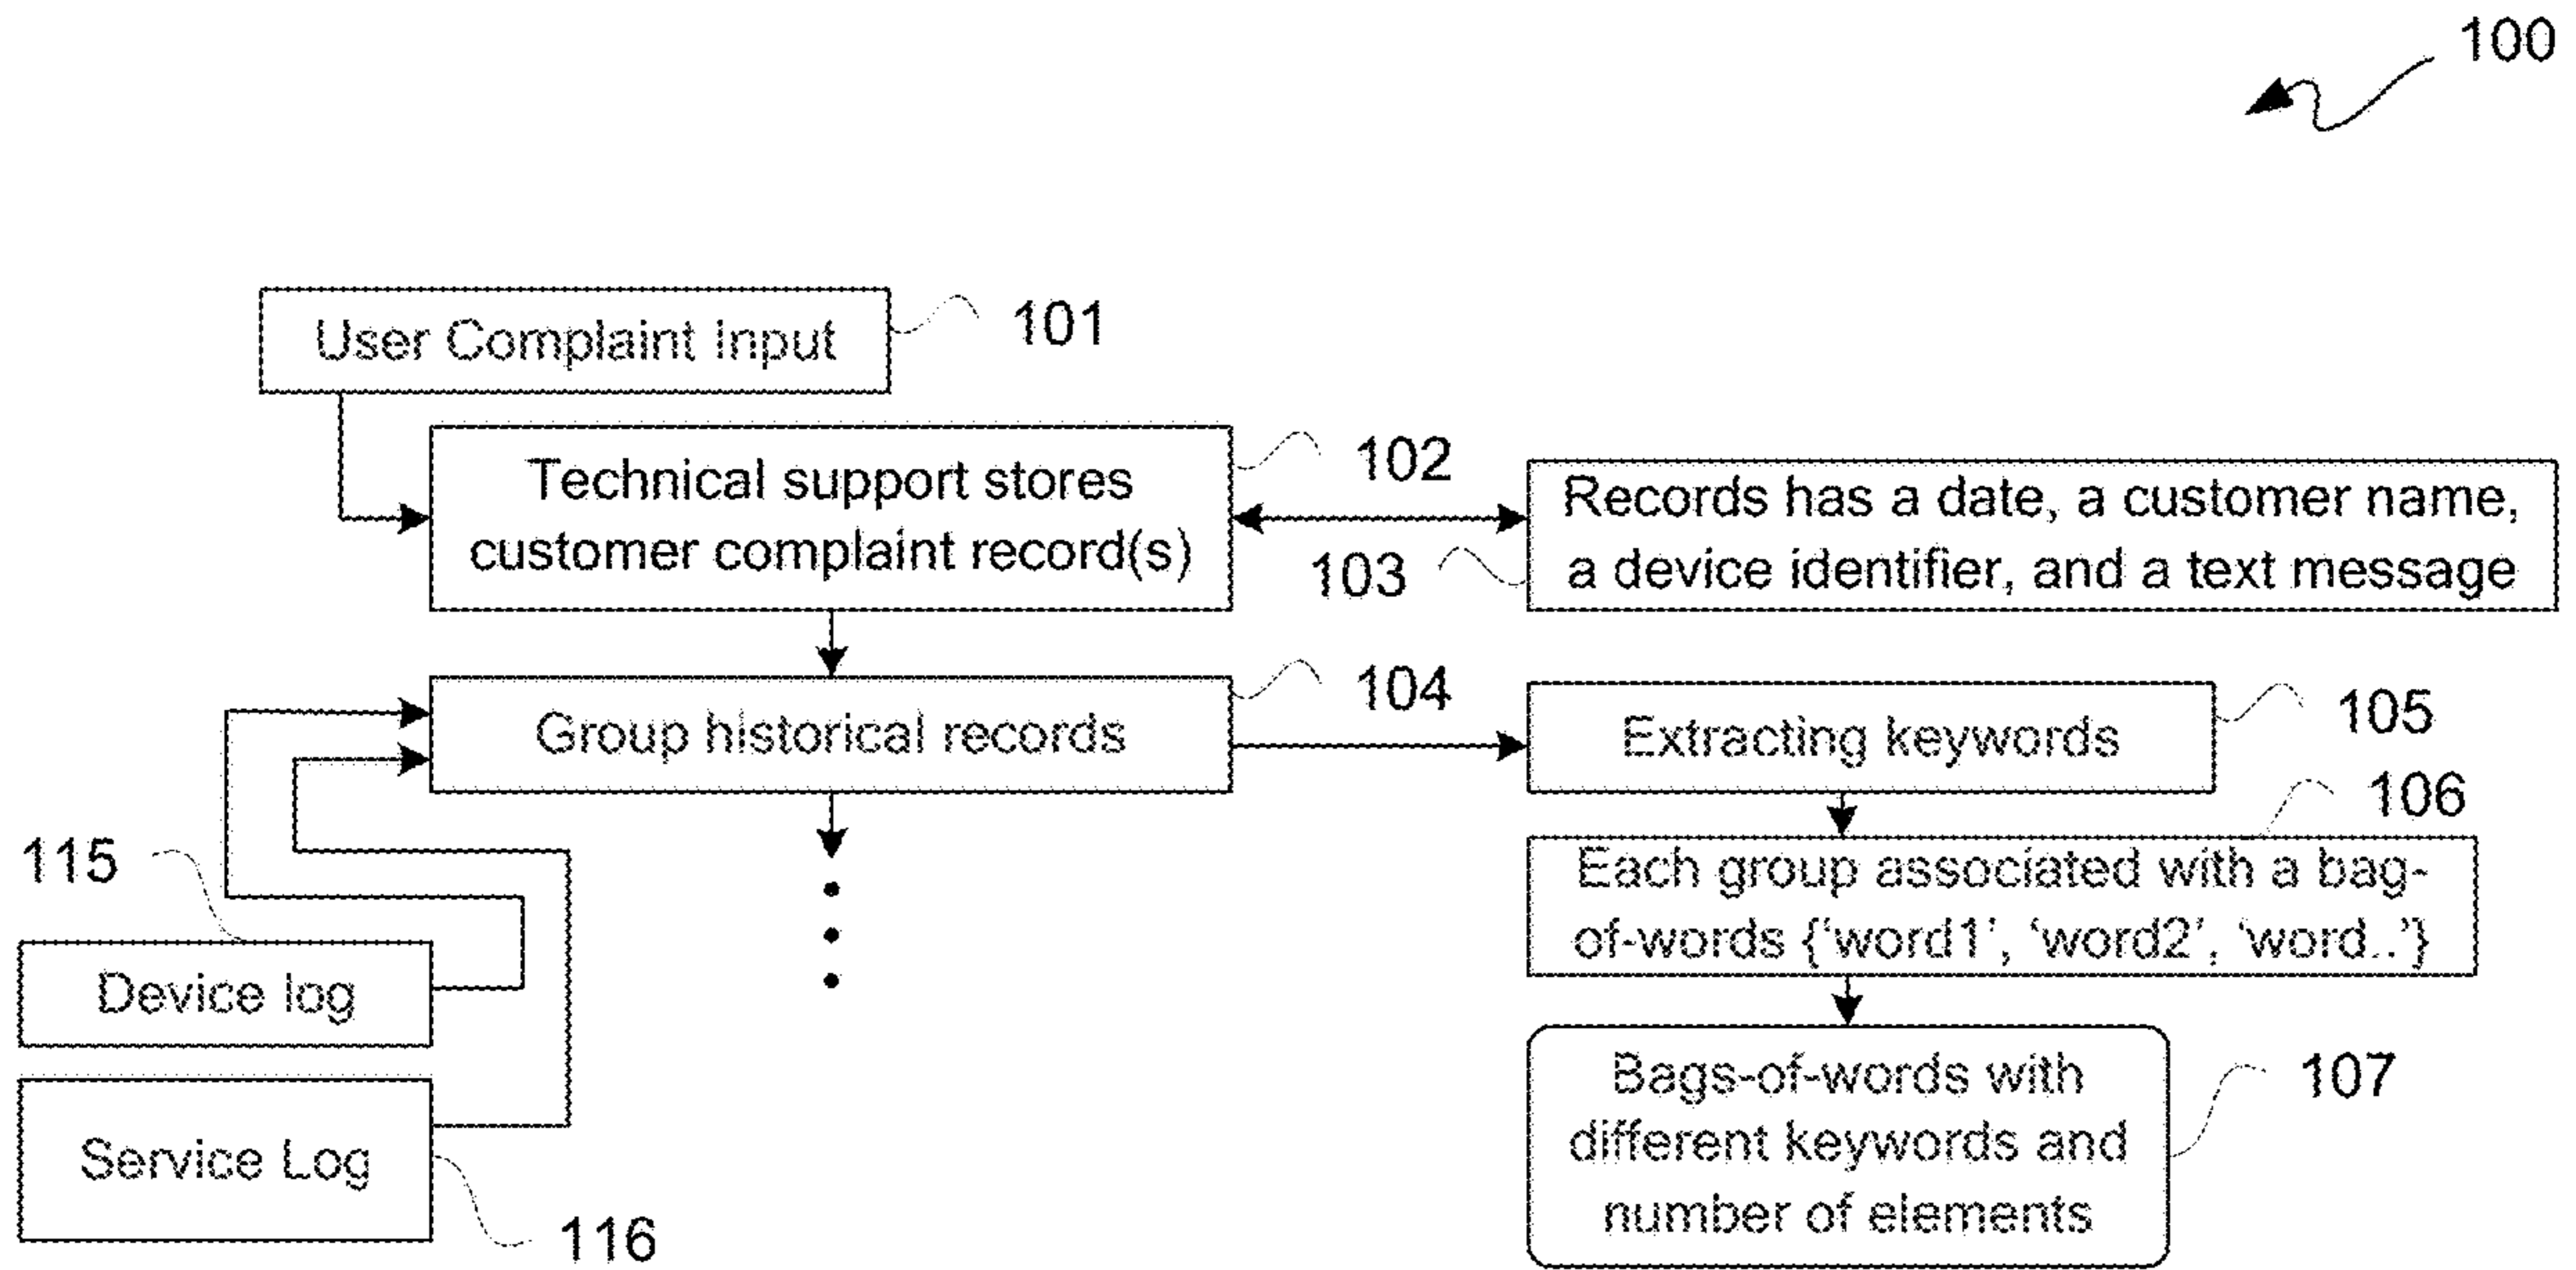 100
User Complaint Input
101
Technical support stores
customer complaint record(s)
102
Records has a date, a customer name,
a device identifier, and a text message
103
Group historical records
104
Extracting keywords
105
106
Each group associated with a bag-
of-words {‘word1’, ‘word2’, ‘word..’}
115
Device log
Service Log
116
Bags-of-words with
different keywords and
number of elements
107